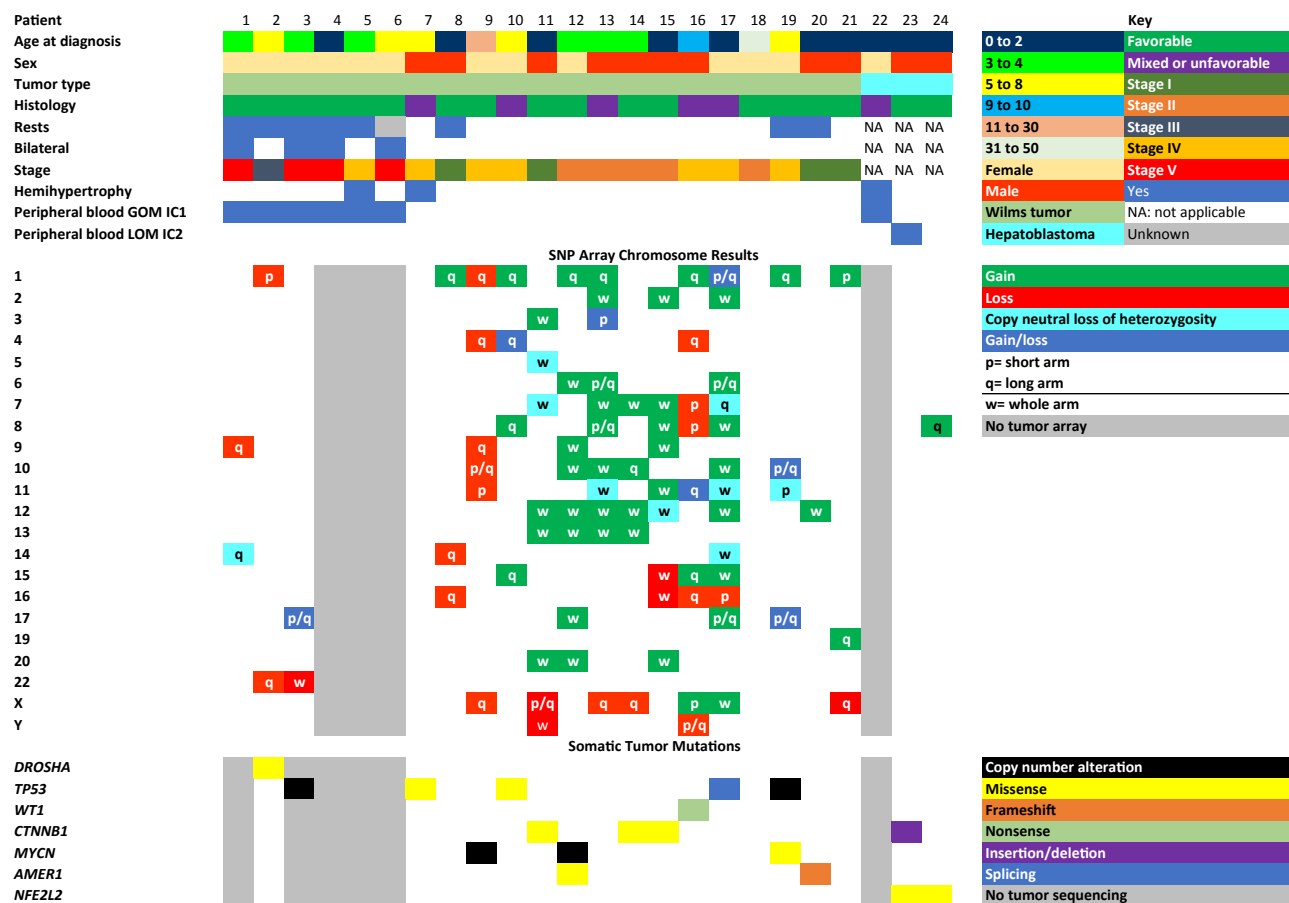 Patient 1 2 3 4 5 6 7 8 9 10 11 12 13 14 15 16 17 18 19 20 21 22 23 24 Key
Age at diagnosis 0 to 2 Favorable
Sex 3 to 4 Mixed or unfavorable
Tumor type 5 to 8 Stage I
Histology 9 to 10 Stage II
Rests NA NA NA 11 to 30 Stage III
Bilateral NA NA NA 31 to 50 Stage IV
Stage NA NA NA Female Stage V
Hemihypertrophy Male Yes
Peripheral blood GOM IC1 Wilms tumor NA: not applicable
Peripheral blood LOM IC2 Hepatoblastoma Unknown
SNP Array Chromosome Results
1 p q q q q q q p/q q p Gain
2 w w w Loss
3 w p Copy neutral loss of heterozygosity
4 q q q Gain/loss
5 w p= short arm
6 w p/q p/q q= long arm
7 w w w w p q w= whole arm
8 q p/q w p w q No tumor array
9 q q w w
10 p/q w w q w p/q
11 p w w q w p
12 w w w w w w w
13 w w w w
14 q q w
15 q w q w
16 q w q p
17 p/q w p/q p/q
19 q
20 w w w
22 q w
X q p/q q q p w q
Y w p/q
Somatic Tumor Mutations
DROSHA Copy number alteration
TP53 Missense
WT1 Frameshift
CTNNB1 Nonsense
MYCN Insertion/deletion
AMER1 Splicing
NFE2L2 No tumor sequencing